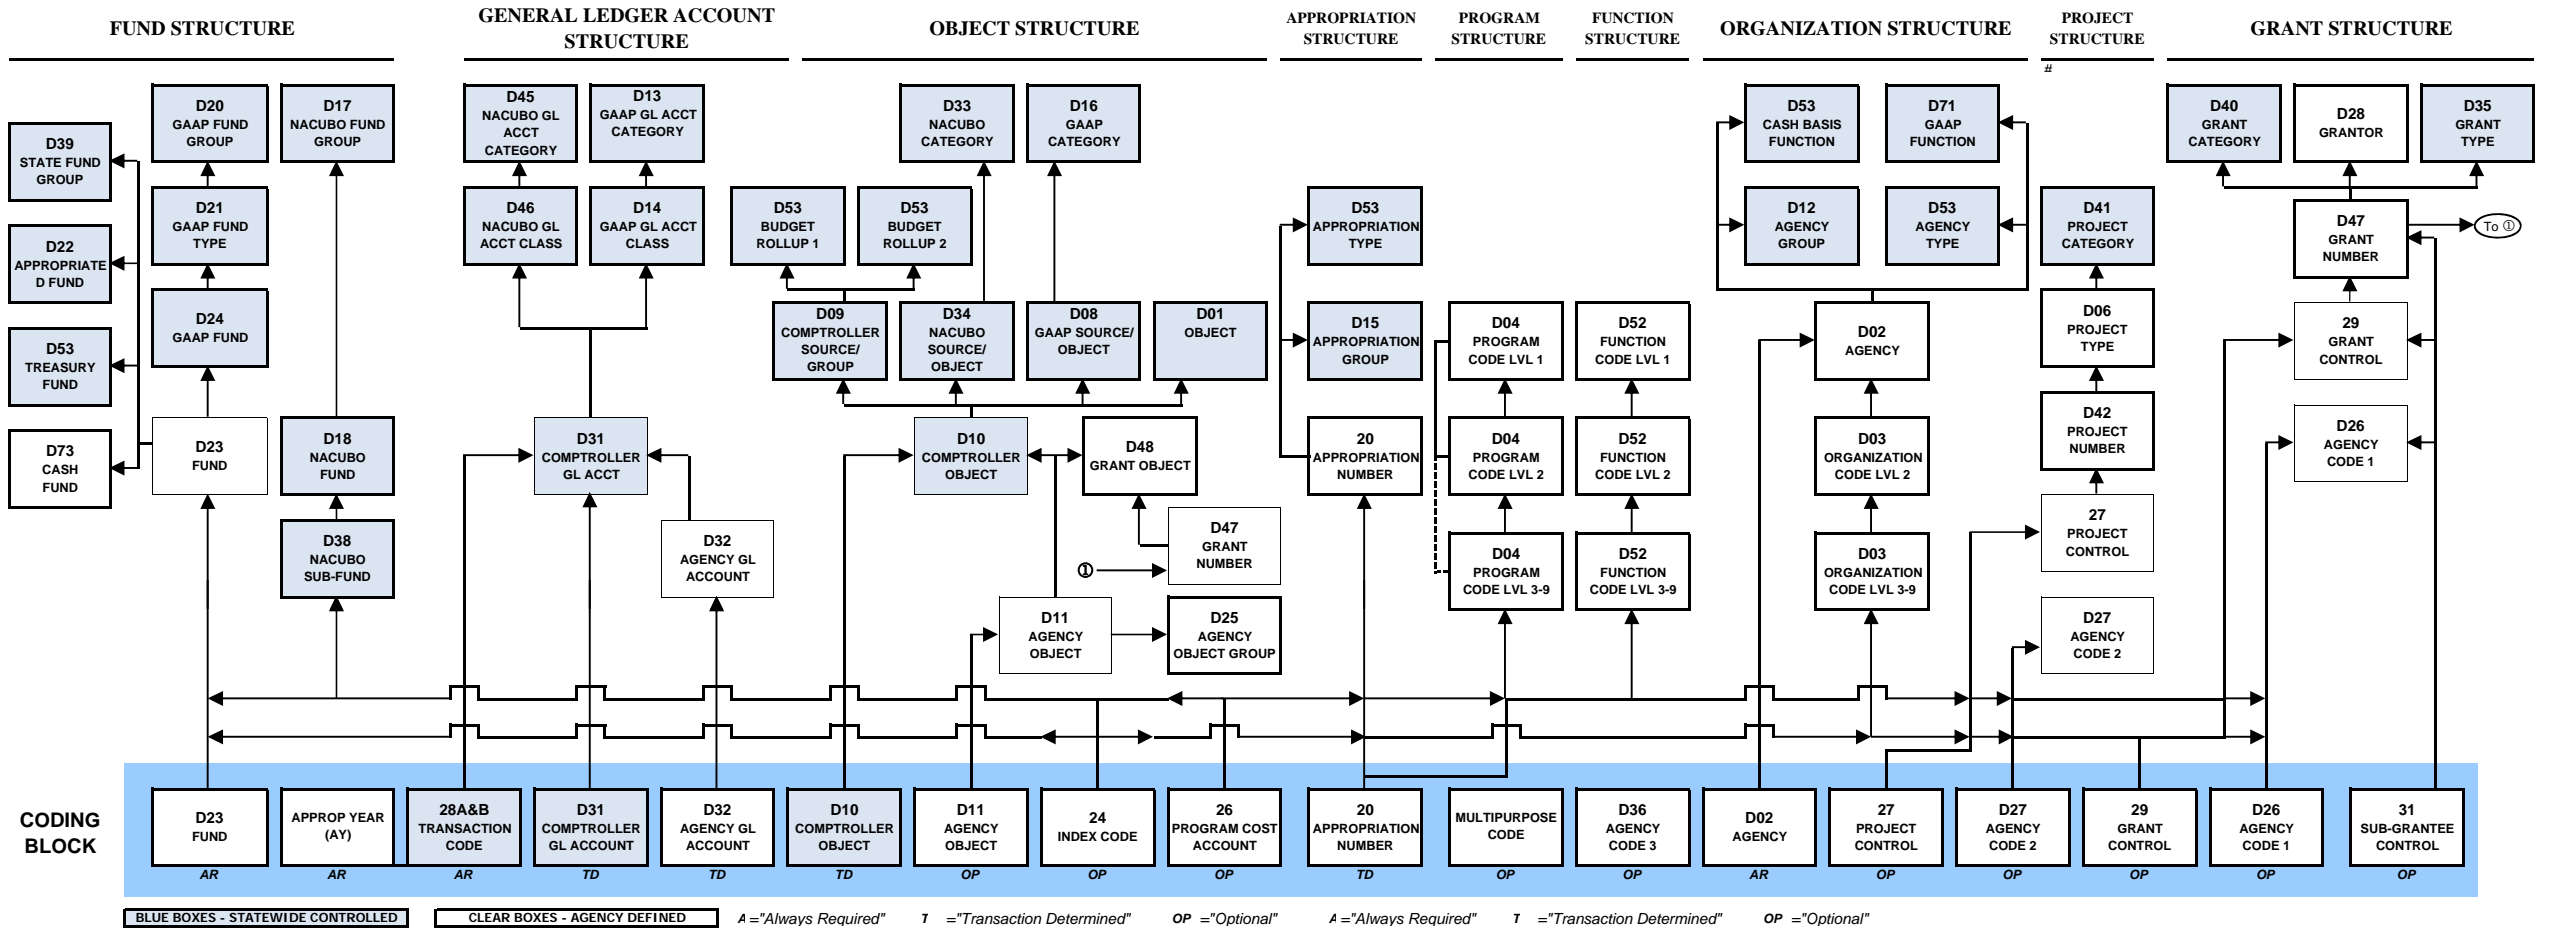 FUND STRUCTURE
GENERAL LEDGER ACCOUNT
STRUCTURE
OBJECT STRUCTURE
APPROPRIATION
STRUCTURE
PROGRAM
STRUCTURE
FUNCTION
STRUCTURE
ORGANIZATION STRUCTURE
PROJECT
STRUCTURE
GRANT STRUCTURE
#
D39
STATE FUND
GROUP
D22
APPROPRIATE
D FUND
D53
TREASURY
FUND
D73
CASH
FUND
D20
GAAP FUND
GROUP
D21
GAAP FUND
TYPE
D24
GAAP FUND
D23
FUND
D17
NACUBO FUND
GROUP
D18
NACUBO
FUND
D38
NACUBO
SUB-FUND
D45
NACUBO GL
ACCT
CATEGORY
D46
NACUBO GL
ACCT CLASS
D13
GAAP GL ACCT
CATEGORY
D14
GAAP GL ACCT
CLASS
D31
COMPTROLLER
GL ACCT
D32
AGENCY GL
ACCOUNT
D33
NACUBO
CATEGORY
D16
GAAP
CATEGORY
D53
BUDGET
ROLLUP 1
D53
BUDGET
ROLLUP 2
D09
COMPTROLLER
SOURCE/
GROUP
D34
NACUBO
SOURCE/
OBJECT
D08
GAAP SOURCE/
OBJECT
D01
OBJECT
D10
COMPTROLLER
OBJECT
D48
GRANT OBJECT
D47
GRANT
NUMBER
①
D11
AGENCY
OBJECT
D25
AGENCY
OBJECT GROUP
D53
APPROPRIATION
TYPE
D15
APPROPRIATION
GROUP
20
APPROPRIATION
NUMBER
D04
PROGRAM
CODE LVL 1
D04
PROGRAM
CODE LVL 2
D04
PROGRAM
CODE LVL 3-9
D52
FUNCTION
CODE LVL 1
D52
FUNCTION
CODE LVL 2
D52
FUNCTION
CODE LVL 3-9
D53
CASH BASIS
FUNCTION
D71
GAAP
FUNCTION
D12
AGENCY
GROUP
D53
AGENCY
TYPE
D02
AGENCY
D03
ORGANIZATION
CODE LVL 2
D03
ORGANIZATION
CODE LVL 3-9
D41
PROJECT
CATEGORY
D06
PROJECT
TYPE
D42
PROJECT
NUMBER
27
PROJECT
CONTROL
D27
AGENCY
CODE 2
D40
GRANT
CATEGORY
D28
GRANTOR
D35
GRANT
TYPE
D47
GRANT
NUMBER
To ①
29
GRANT
CONTROL
D26
AGENCY
CODE 1
CODING
BLOCK
D23
FUND
AR
APPROP YEAR
(AY)
AR
28A&B
TRANSACTION
CODE
AR
D31
COMPTROLLER
GL ACCOUNT
TD
D32
AGENCY GL
ACCOUNT
TD
D10
COMPTROLLER
OBJECT
TD
D11
AGENCY
OBJECT
OP
24
INDEX CODE
OP
26
PROGRAM COST
ACCOUNT
OP
20
APPROPRIATION
NUMBER
TD
MULTIPURPOSE
CODE
OP
D36
AGENCY
CODE 3
OP
D02
AGENCY
AR
27
PROJECT
CONTROL
OP
D27
AGENCY
CODE 2
OP
29
GRANT
CONTROL
OP
D26
AGENCY
CODE 1
OP
31
SUB-GRANTEE
CONTROL
OP
BLUE BOXES - STATEWIDE CONTROLLED
CLEAR BOXES - AGENCY DEFINED
A ="Always Required" T ="Transaction Determined" OP ="Optional" A ="Always Required" T ="Transaction Determined" OP ="Optional"